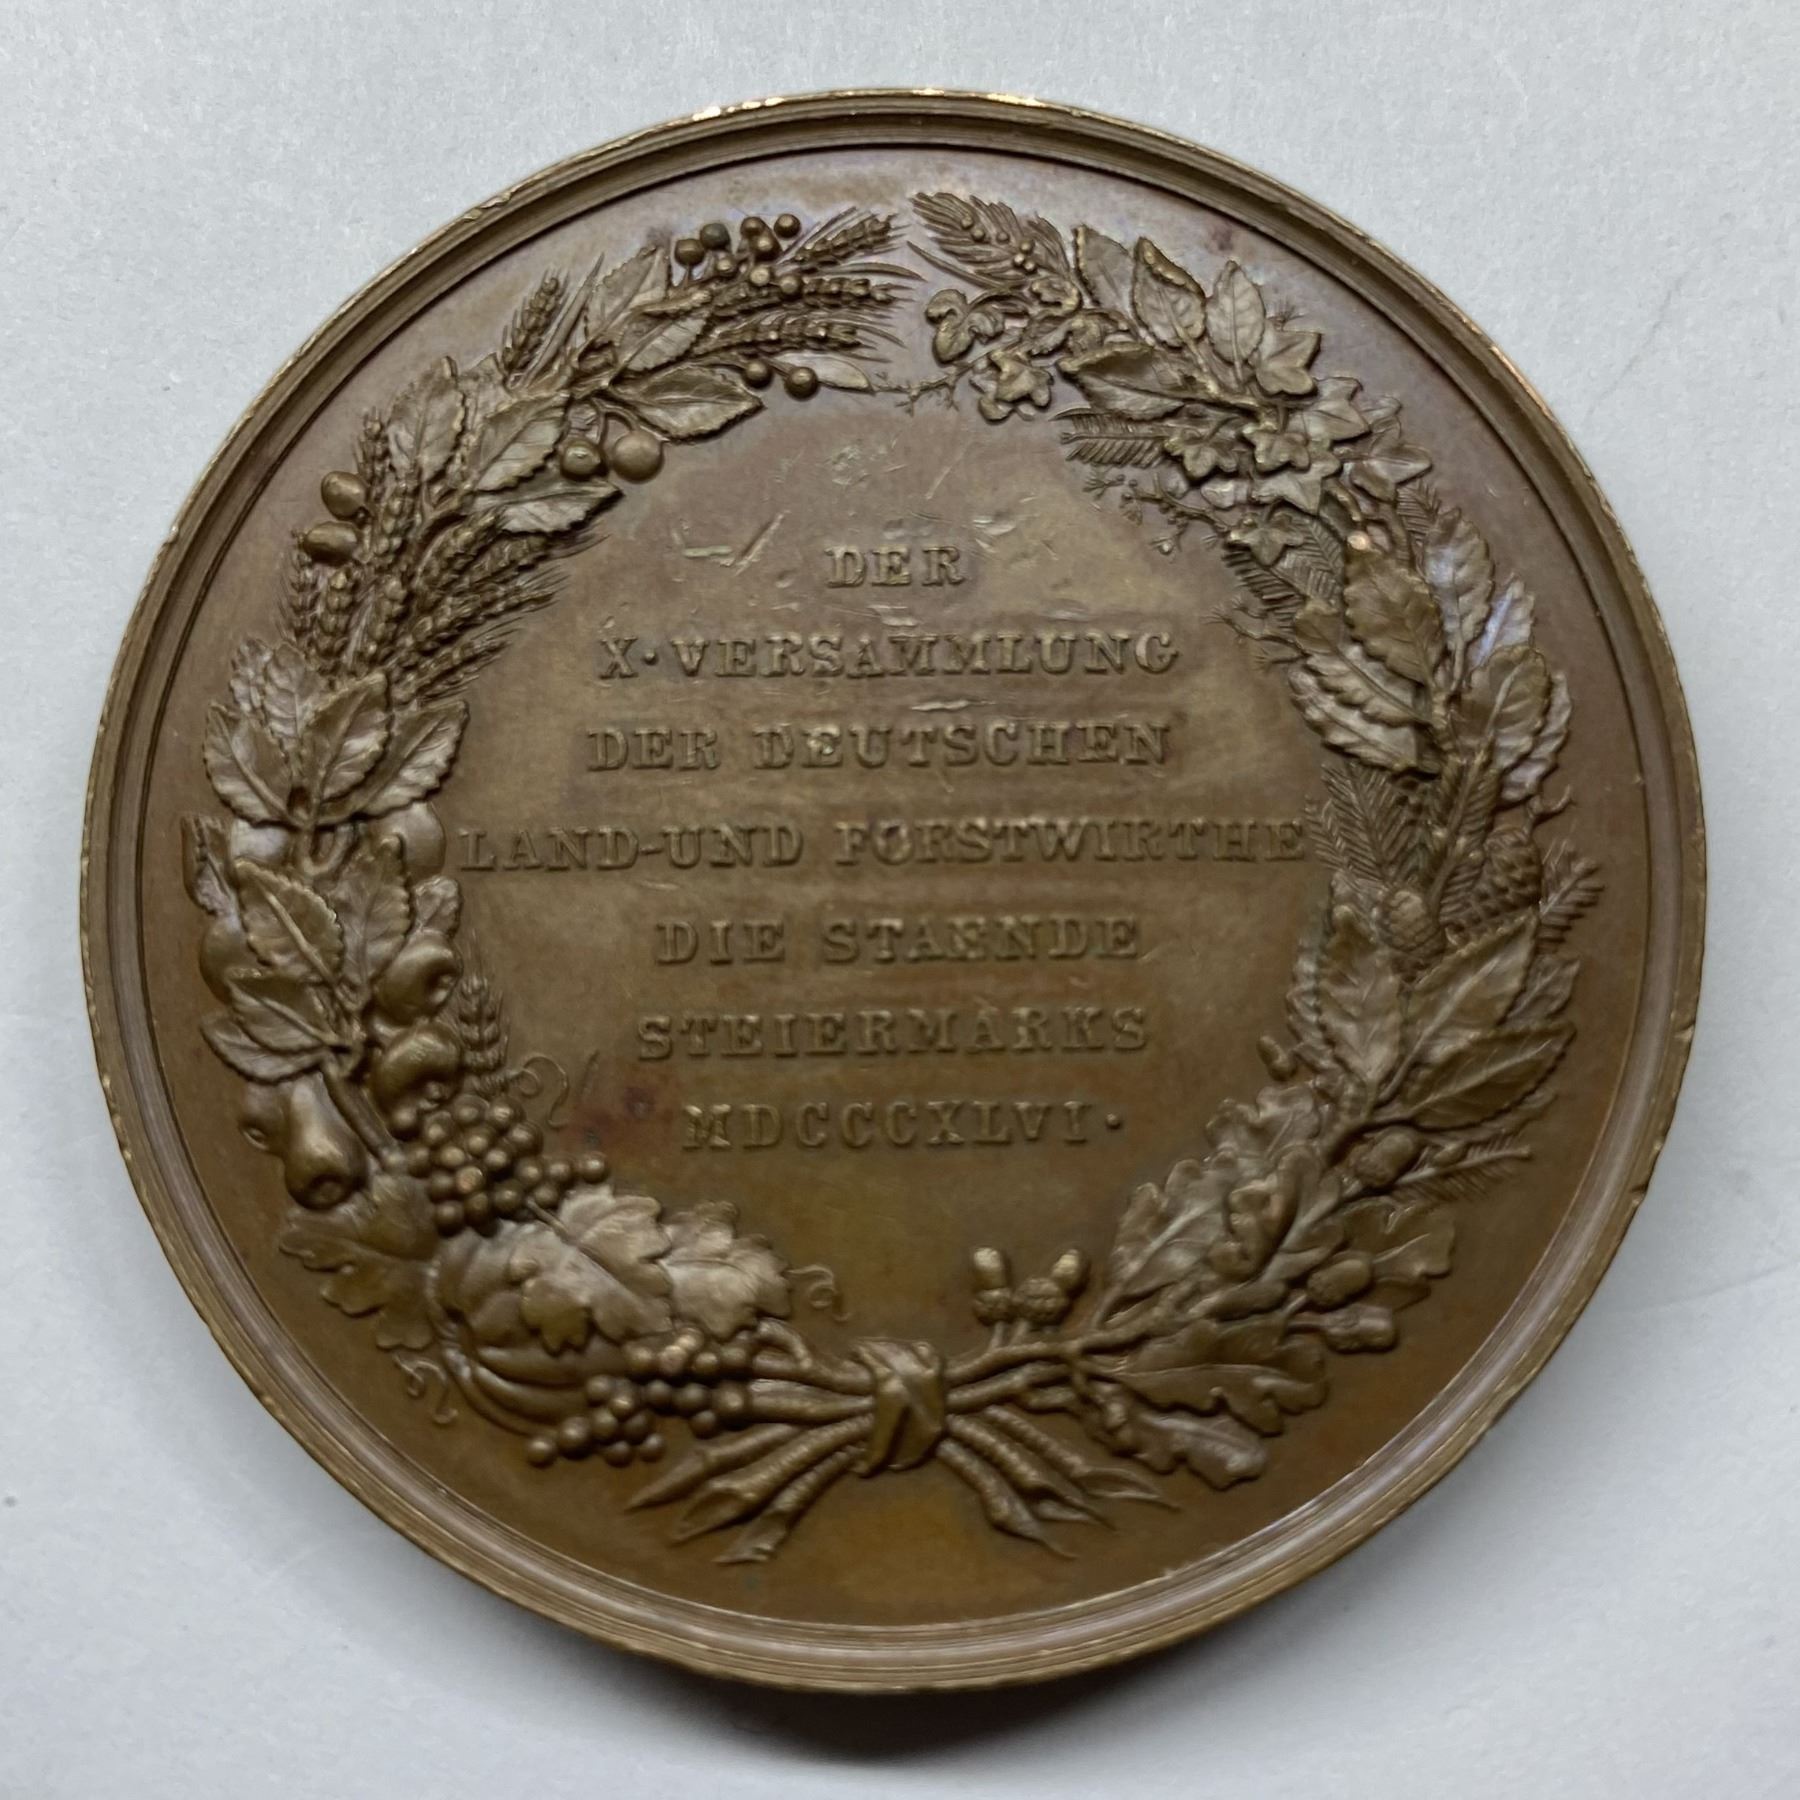 DER
X·VERSAMMLUNG
DER DEUTSCHEN
LAND-UND FORSTWIRTHE
DIE STAENDE
STEIERMARKS
MDCCCXLVI·